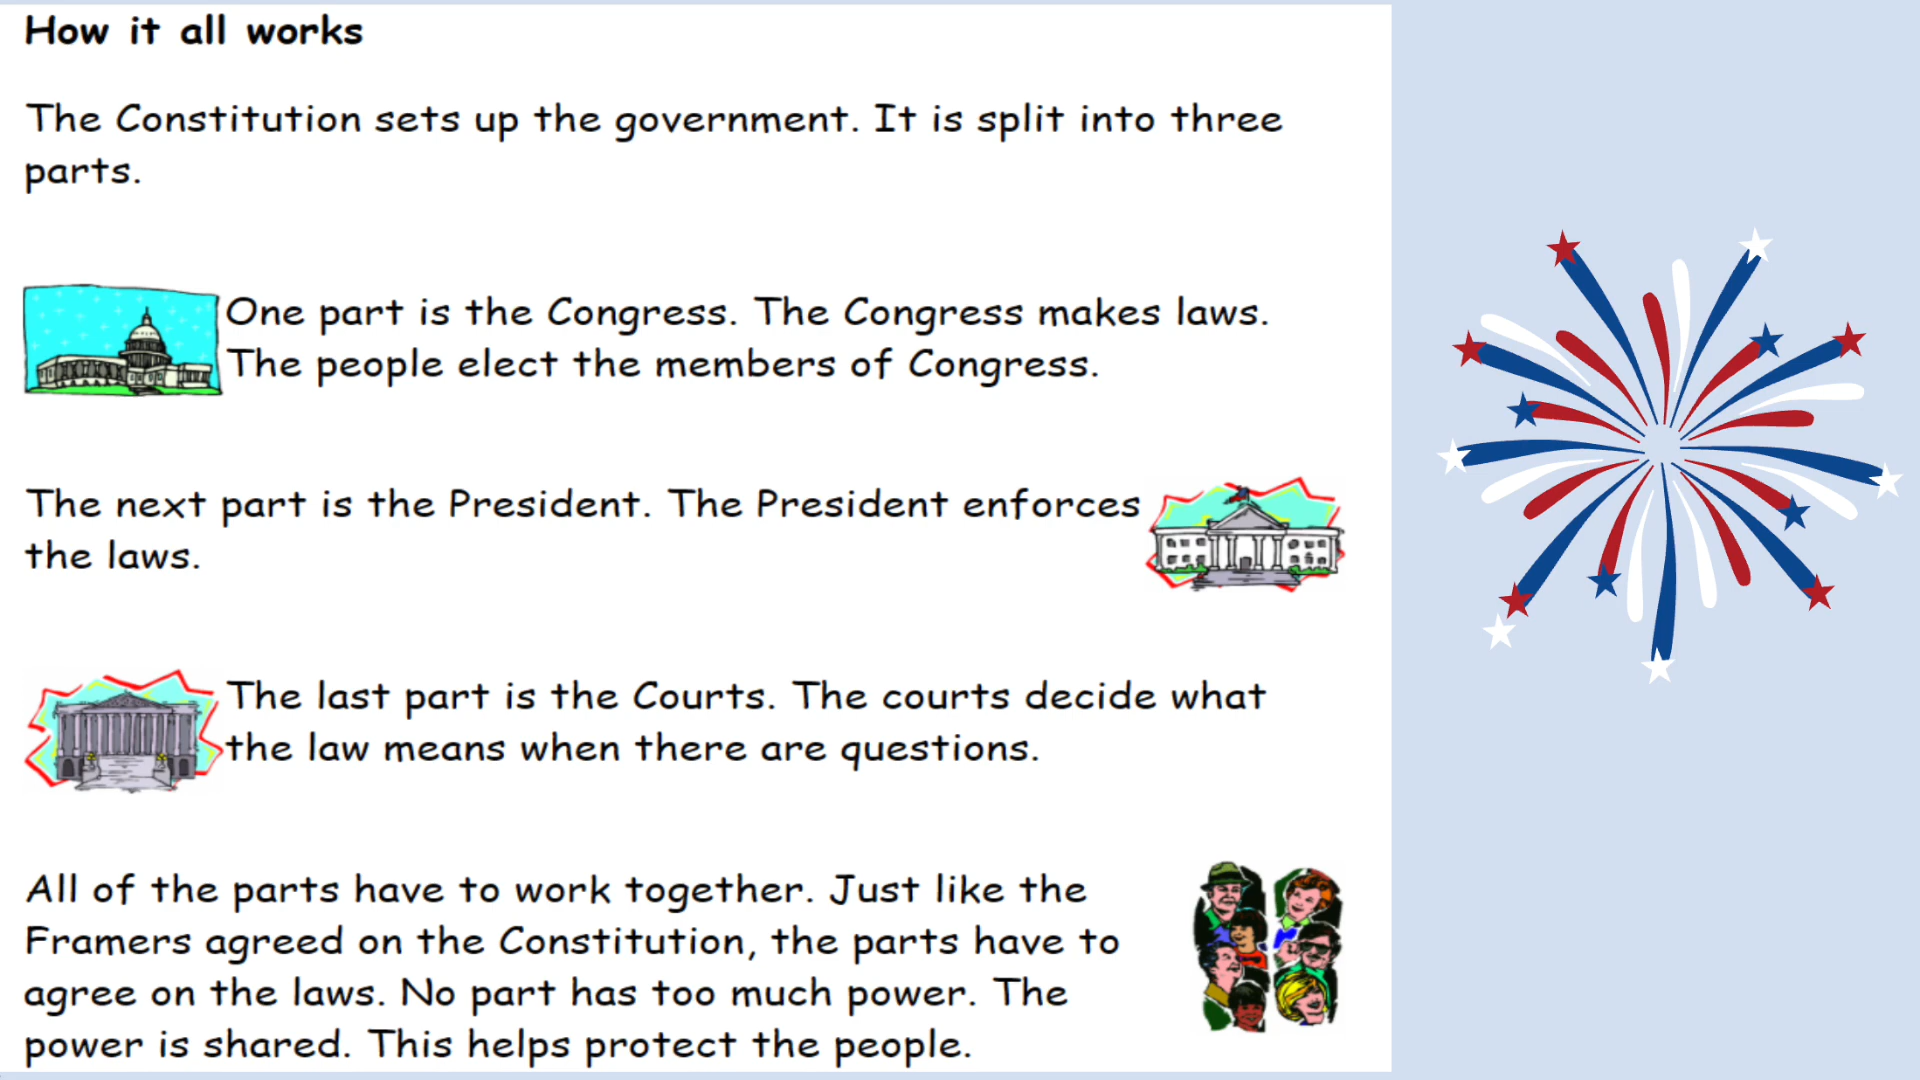 How it all works
The Constitution sets up the government. It is split into three
parts.
One part is the Congress. The Congress makes laws.
The people elect the members of Congress.
The next part is the President. The President enforces
the laws.
The last part is the Courts. The courts decide what
the law means when there are questions.
All of the parts have to work together. Just like the
Framers agreed on the Constitution, the parts have to
agree on the laws. No part has too much power. The
power is shared. This helps protect the people.